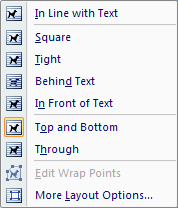 In Line with Text
Square
Tight
Behind Text
In Front of Text
Top and Bottom
Through
Edit Wrap Points
More Layout Options...